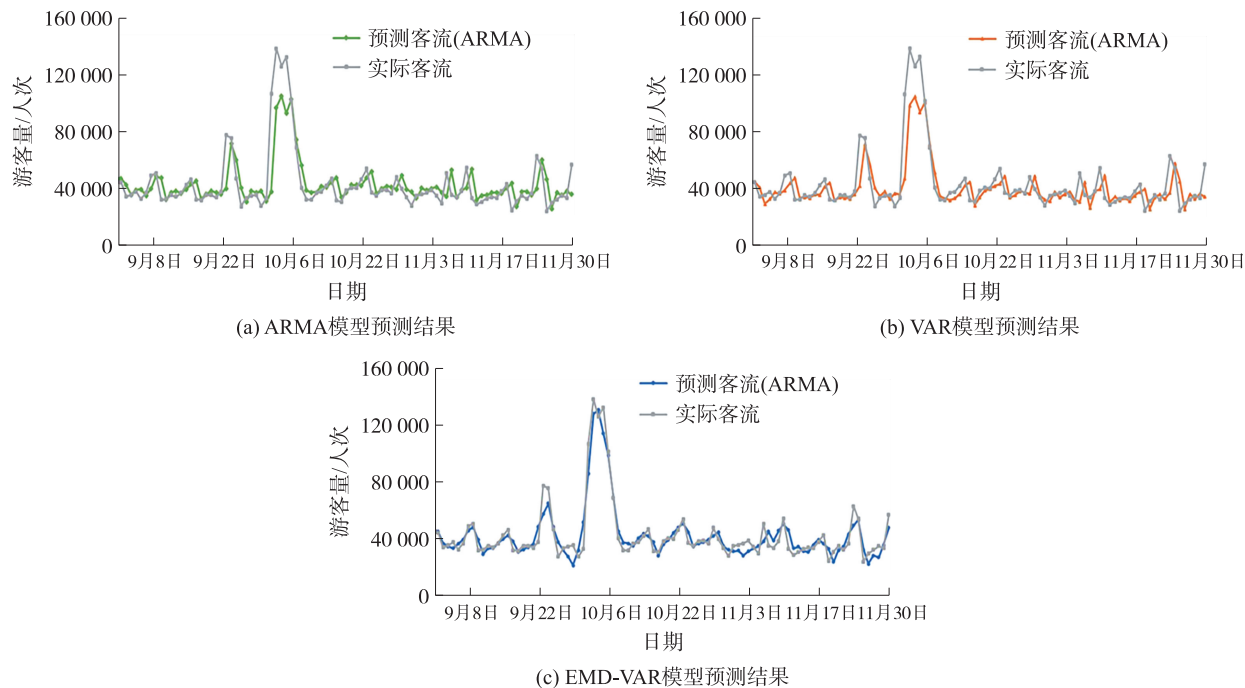 160 000
120 000
80 000
40 000
0
游客量/人次
预测客流(ARMA)
实际客流
9月8日 9月22日 10月6日 10月22日 11月3日 11月17日 11月30日
日期
(a) ARMA模型预测结果
160 000
120 000
80 000
40 000
0
游客量/人次
预测客流(ARMA)
实际客流
9月8日 9月22日 10月6日 10月22日 11月3日 11月17日 11月30日
日期
(b) VAR模型预测结果
160 000
120 000
80 000
40 000
0
游客量/人次
预测客流(ARMA)
实际客流
9月8日 9月22日 10月6日 10月22日 11月3日 11月17日 11月30日
日期
(c) EMD-VAR模型预测结果